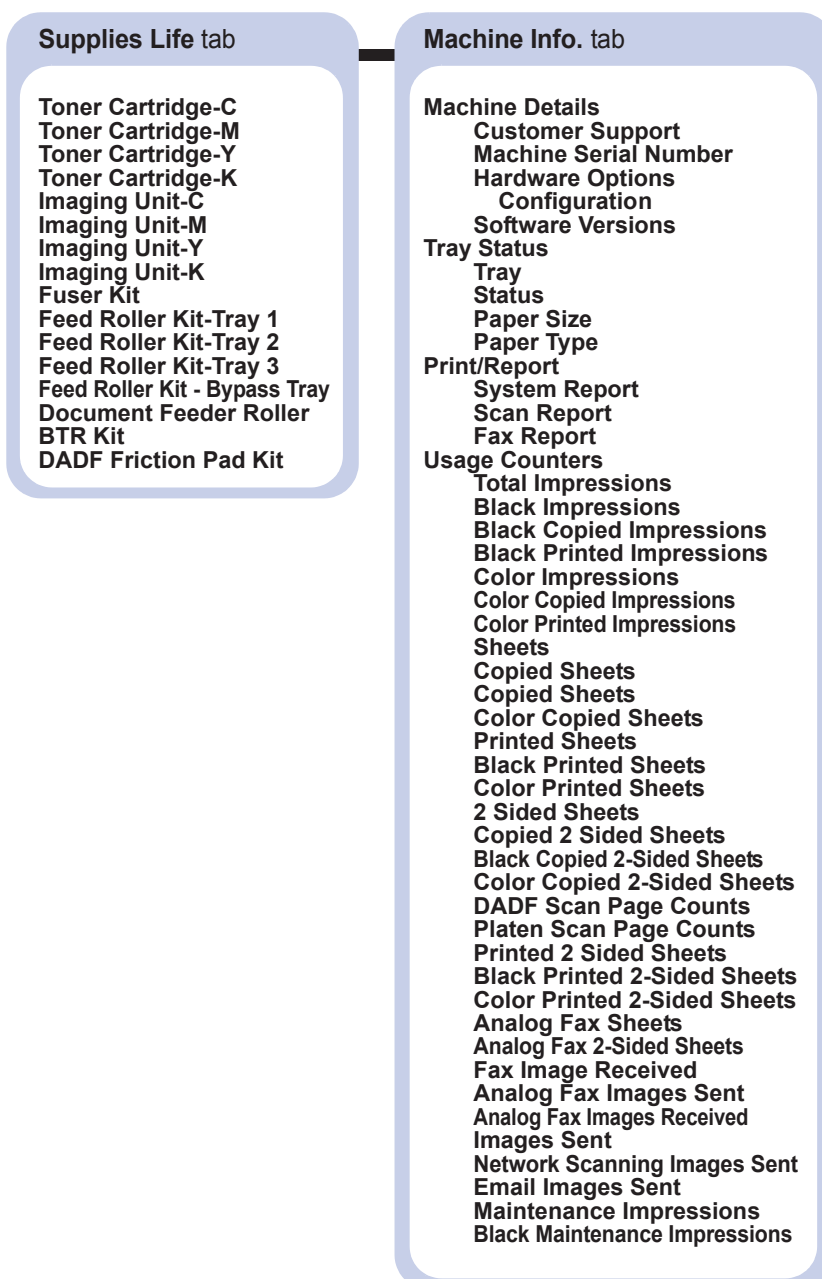 Supplies Life tab
Toner Cartridge-C
Toner Cartridge-M
Toner Cartridge-Y
Toner Cartridge-K
Imaging Unit-C
Imaging Unit-M
Imaging Unit-Y
Imaging Unit-K
Fuser Kit
Feed Roller Kit-Tray 1
Feed Roller Kit-Tray 2
Feed Roller Kit-Tray 3
Feed Roller Kit - Bypass Tray
Document Feeder Roller
BTR Kit
DADF Friction Pad Kit
Machine Info. tab
Machine Details
Customer Support
Machine Serial Number
Hardware Options
Configuration
Software Versions
Tray Status
Tray
Status
Paper Size
Paper Type
Print/Report
System Report
Scan Report
Fax Report
Usage Counters
Total Impressions
Black Impressions
Black Copied Impressions
Black Printed Impressions
Color Impressions
Color Copied Impressions
Color Printed Impressions
Sheets
Copied Sheets
Copied Sheets
Color Copied Sheets
Printed Sheets
Black Printed Sheets
Color Printed Sheets
2 Sided Sheets
Copied 2 Sided Sheets
Black Copied 2-Sided Sheets
Color Copied 2-Sided Sheets
DADF Scan Page Counts
Platen Scan Page Counts
Printed 2 Sided Sheets
Black Printed 2-Sided Sheets
Color Printed 2-Sided Sheets
Analog Fax Sheets
Analog Fax 2-Sided Sheets
Fax Image Received
Analog Fax Images Sent
Analog Fax Images Received
Images Sent
Network Scanning Images Sent
Email Images Sent
Maintenance Impressions
Black Maintenance Impressions